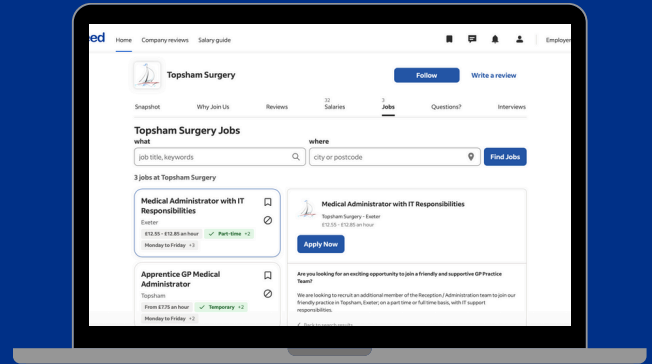 eed
Home Company reviews Salary guide
Employer
Topsham Surgery
Follow
Write a review
Snapshot
Why Join Us
Reviews
32
Salaries
3
Jobs
Questions?
Interviews
Topsham Surgery Jobs
what
where
job title, keywords
city or postcode
Find Jobs
3 jobs at Topsham Surgery
Medical Administrator with IT
Responsibilities
Exeter
£12.55 - £12.85 an hour
Part-time +2
Monday to Friday +3
Apprentice GP Medical
Administrator
Topsham
From £7.75 an hour
Temporary +2
Monday to Friday +2
Medical Administrator with IT Responsibilities
Topsham Surgery - Exeter
£12.55 - £12.85 an hour
Apply Now
Are you looking for an exciting opportunity to join a friendly and supportive GP Practice
Team?
We are looking to recruit an additional member of the Reception / Administration team to join our
friendly practice in Topsham, Exeter; on a part time or full time basis, with IT support
responsibilities.
Back to search results